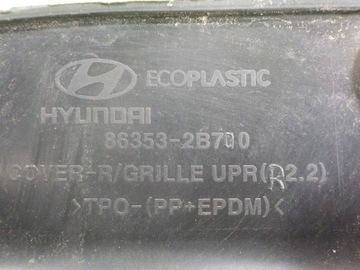 ECOPLASTIC
HYUNDAI
86353-2B700
COVER-R/GRILLE UPR(R2.2)
>TPO-(PP+EPDM)<